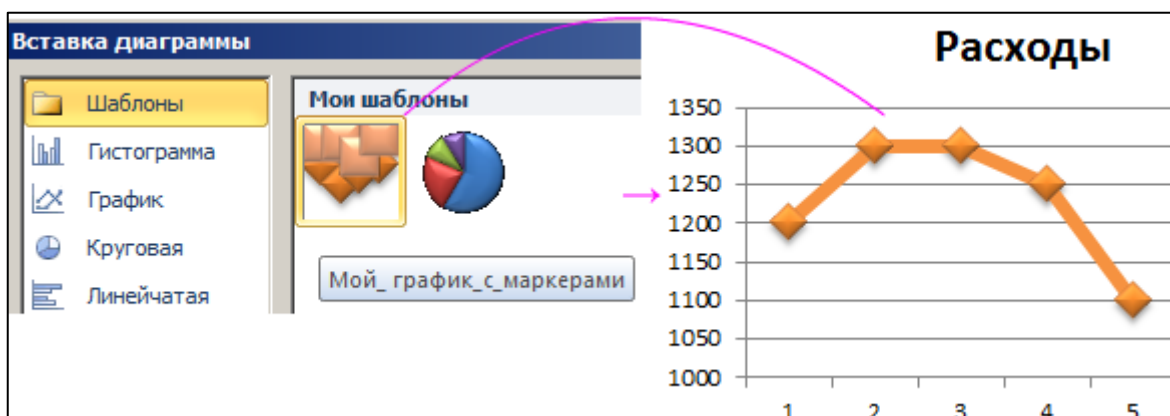 Вставка диаграммы
Шаблоны
Гистограмма
График
Круговая
Линейчатая
Мои шаблоны
Мой_ график_с_маркерами
Расходы
1350
1300
1250
1200
1150
1100
1050
1000
1 2 3 4 5